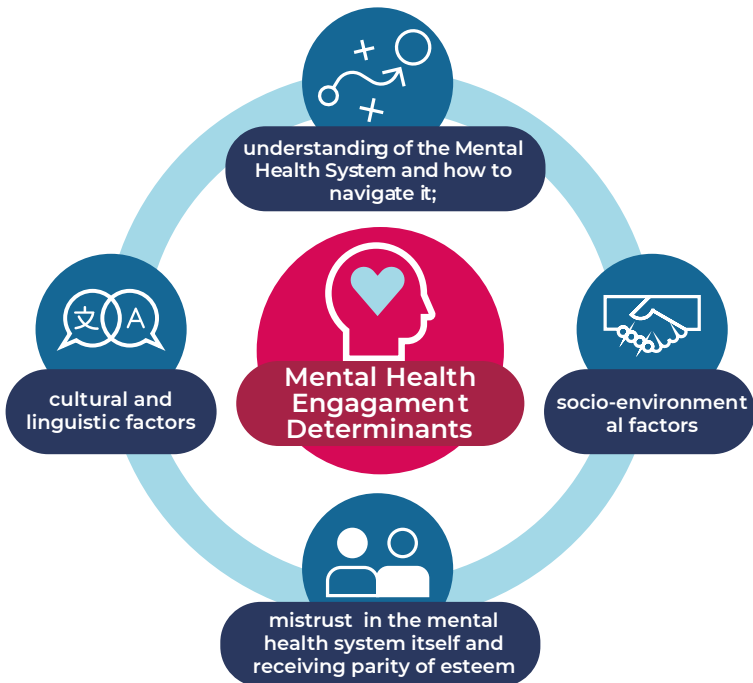 understanding of the Mental
Health System and how to
navigate it;
文 A
cultural and
linguistic factors
Mental Health
Engagament
Determinants
socio-environment
al factors
mistrust in the mental
health system itself and
receiving parity of esteem